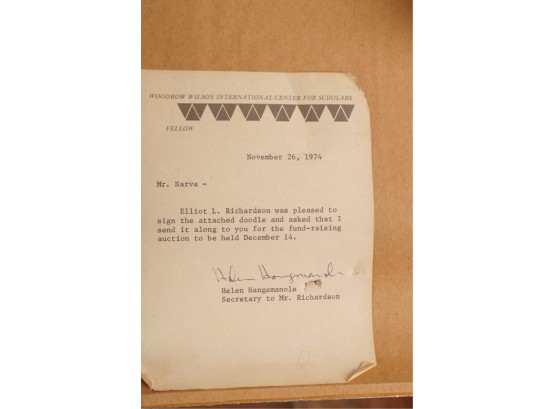 WOODROW WILSON INTERNATIONAL CENTER FOR SCHOLARS
FELLOW
November 26, 1974
Mr. Narva -
Elliot L. Richardson was pleased to
sign the attached doodle and asked that I
send it along to you for the fund-raising
auction to be held December 14.
Helen Hangemanole
Helen Hangemanole
Secretary to Mr. Richardson